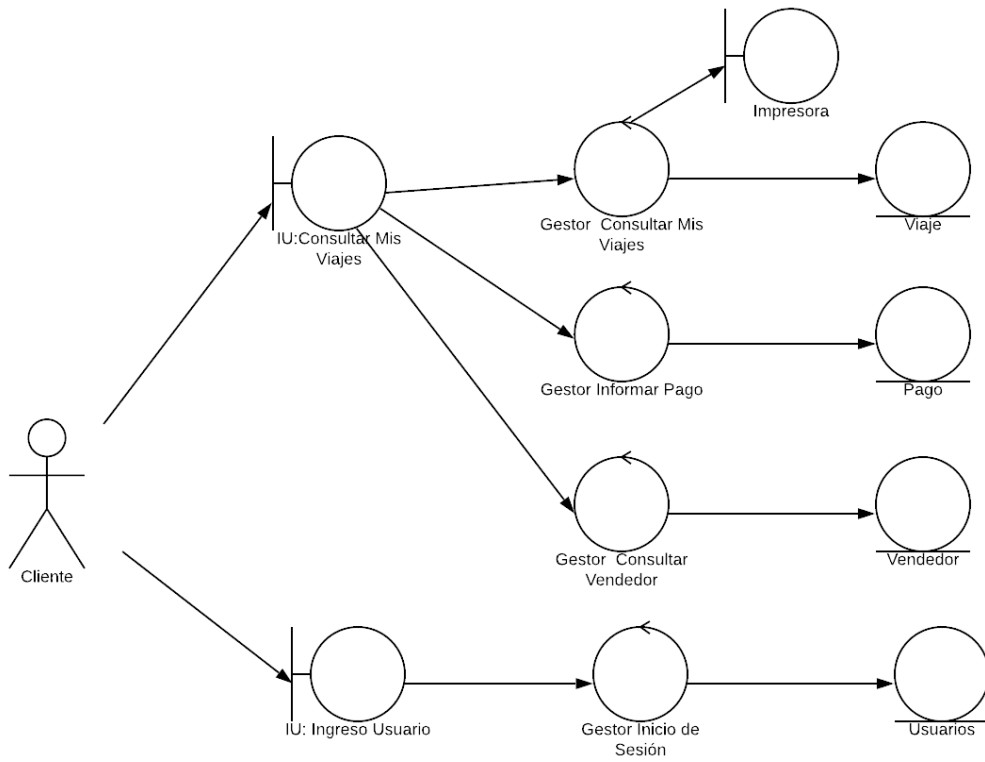 Impresora
IU:Consultar Mis
Viajes
Gestor Consultar Mis
Viajes
Viaje
Gestor Informar Pago
Pago
Gestor Consultar
Vendedor
Vendedor
Cliente
IU: Ingreso Usuario
Gestor Inicio de
Sesión
Usuarios